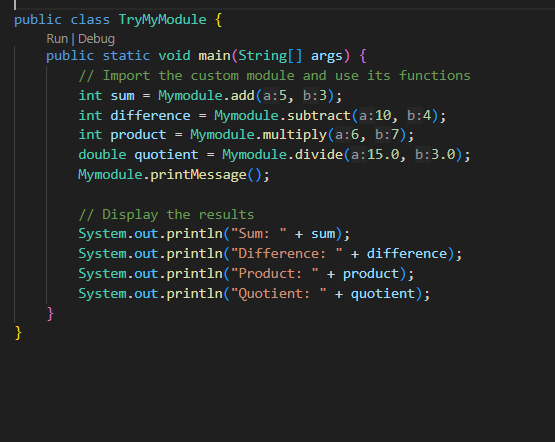 public class TryMyModule {
Run | Debug
public static void main(String[] args) {
// Import the custom module and use its functions
int sum = Mymodule.add(a:5, b:3);
int difference = Mymodule.subtract(a:10, b:4);
int product = Mymodule.multiply(a:6, b:7);
double quotient = Mymodule.divide(a:15.0, b:3.0);
Mymodule.printMessage();
// Display the results
System.out.println("Sum: " + sum);
System.out.println("Difference: " + difference);
System.out.println("Product: " + product);
System.out.println("Quotient: " + quotient);
}
}